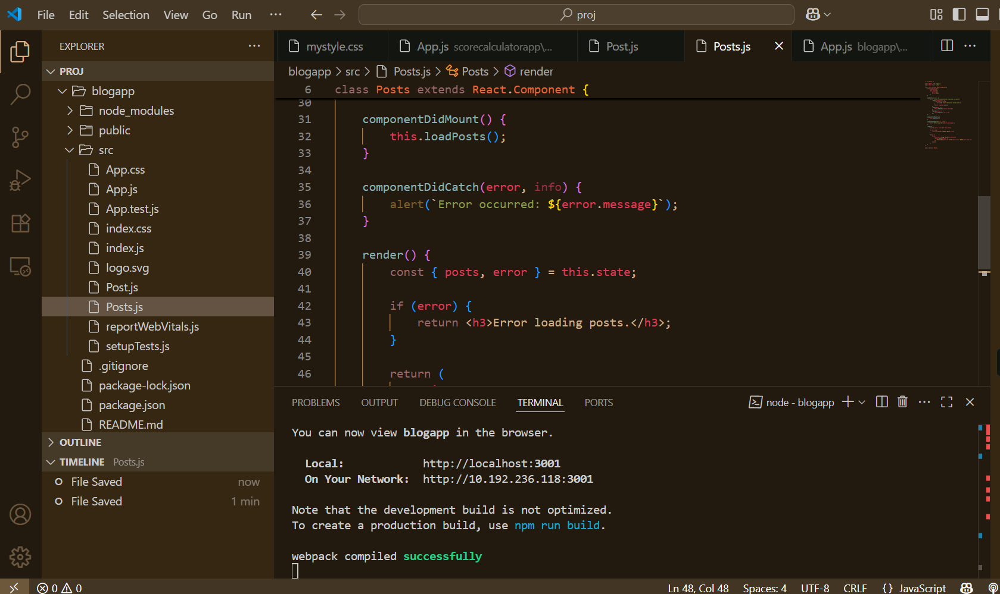 File Edit Selection View Go Run ··· proj
EXPLORER ···
PROJ
blogapp
node_modules
public
src
App.css
App.js
App.test.js
index.css
index.js
logo.svg
Post.js
Posts.js
reportWebVitals.js
setupTests.js
.gitignore
package-lock.json
package.json
README.md
OUTLINE
TIMELINE Posts.js
File Saved now
File Saved 1 min
mystyle.css App.js scorecalculatorapp\... Post.js Posts.js App.js blogapp\... ···
blogapp > src > Posts.js > Posts > render
6 class Posts extends React.Component {
30
31 componentDidMount() {
32 this.loadPosts();
33 }
34
35 componentDidCatch(error, info) {
36 alert(`Error occurred: ${error.message}`);
37 }
38
39 render() {
40 const { posts, error } = this.state;
41
42 if (error) {
43 return <h3>Error loading posts.</h3>;
44 }
45
46 return (
PROBLEMS OUTPUT DEBUG CONSOLE TERMINAL PORTS node - blogapp ···
You can now view blogapp in the browser.
Local: http://localhost:3001
On Your Network: http://10.192.236.118:3001
Note that the development build is not optimized.
To create a production build, use npm run build.
webpack compiled successfully
0 0 Ln 48, Col 48 Spaces: 4 UTF-8 CRLF {} JavaScript